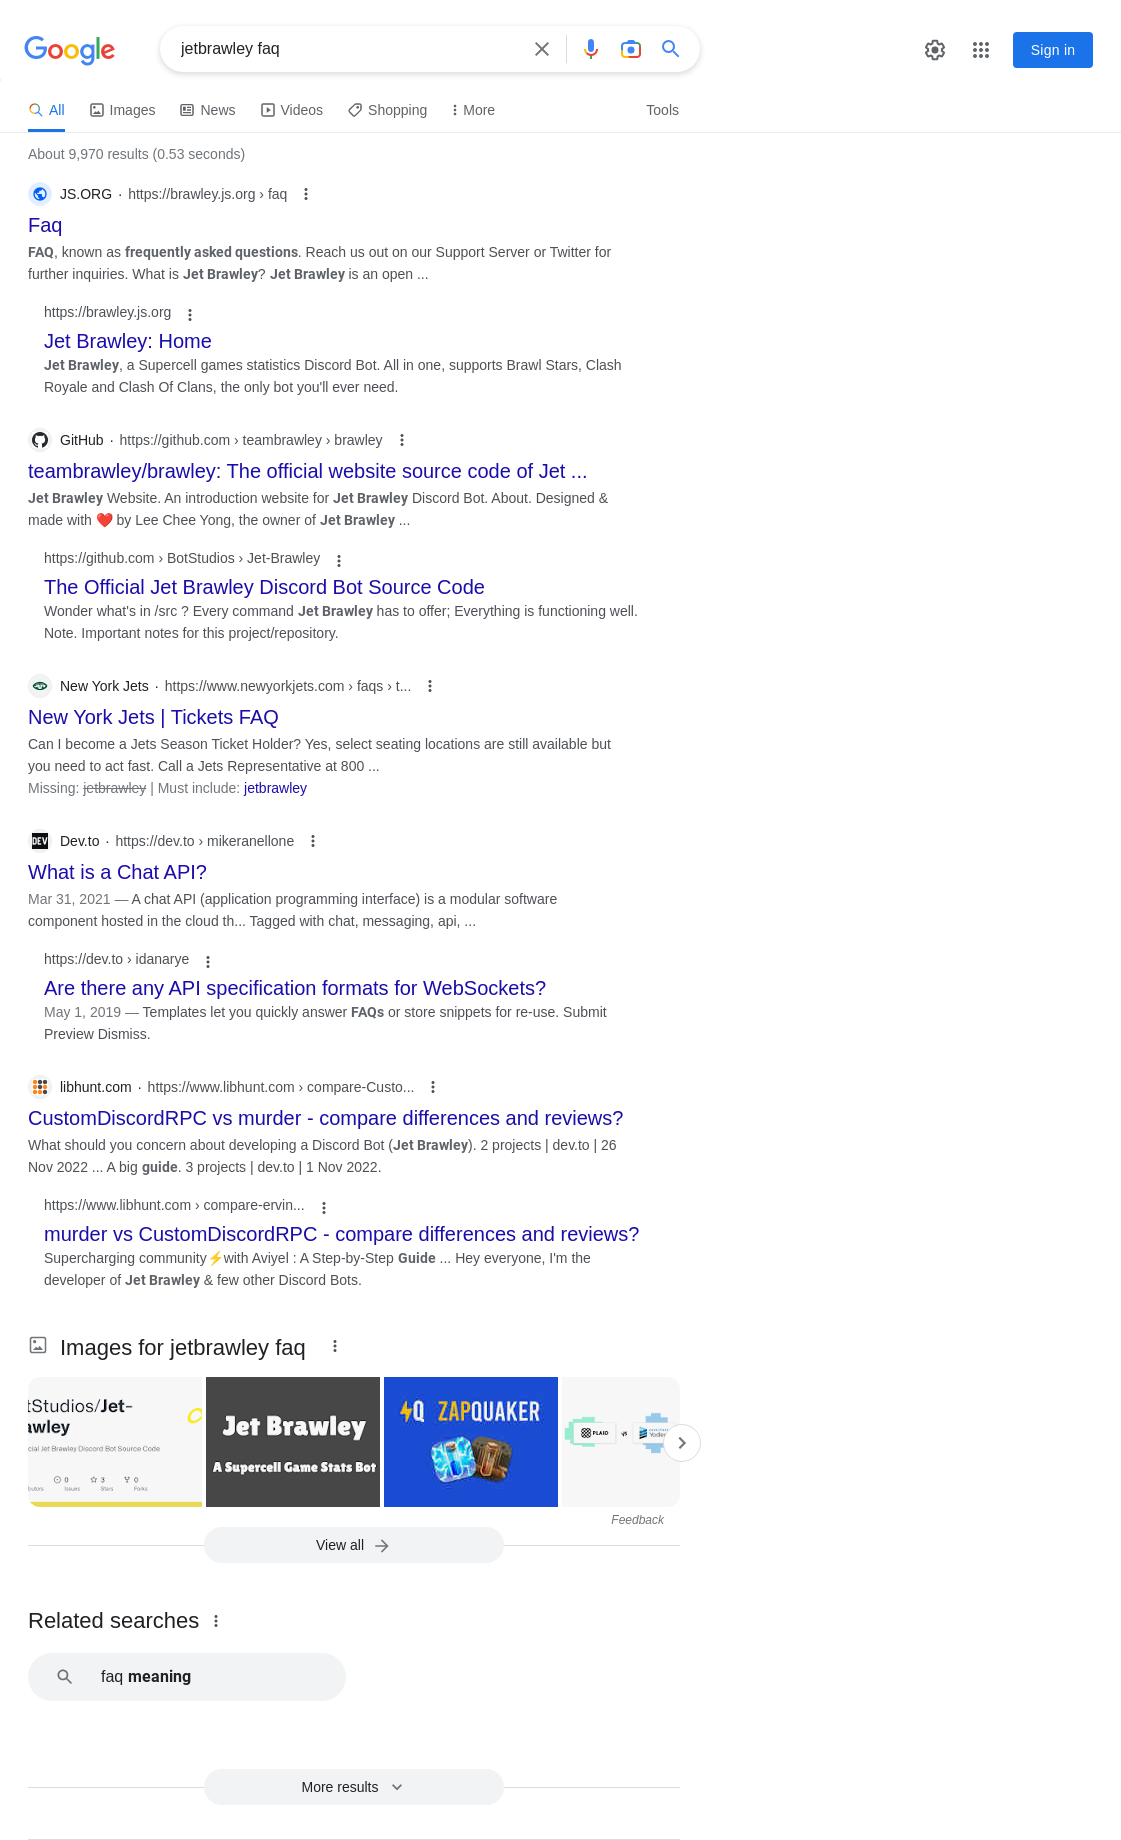 Google
jetbrawley faq
Sign in
All
Images
News
Videos
Shopping
More
Tools
About 9,970 results (0.53 seconds)
JS.ORG · https://brawley.js.org › faq
Faq
FAQ, known as frequently asked questions. Reach us out on our Support Server or Twitter for
further inquiries. What is Jet Brawley? Jet Brawley is an open ...
https://brawley.js.org
Jet Brawley: Home
Jet Brawley, a Supercell games statistics Discord Bot. All in one, supports Brawl Stars, Clash
Royale and Clash Of Clans, the only bot you'll ever need.
GitHub · https://github.com › teambrawley › brawley
teambrawley/brawley: The official website source code of Jet ...
Jet Brawley Website. An introduction website for Jet Brawley Discord Bot. About. Designed &
made with ❤️ by Lee Chee Yong, the owner of Jet Brawley ...
https://github.com › BotStudios › Jet-Brawley
The Official Jet Brawley Discord Bot Source Code
Wonder what's in /src ? Every command Jet Brawley has to offer; Everything is functioning well.
Note. Important notes for this project/repository.
New York Jets · https://www.newyorkjets.com › faqs › t...
New York Jets | Tickets FAQ
Can I become a Jets Season Ticket Holder? Yes, select seating locations are still available but
you need to act fast. Call a Jets Representative at 800 ...
Missing: jetbrawley | Must include: jetbrawley
DEV
Dev.to · https://dev.to › mikeranellone
What is a Chat API?
Mar 31, 2021 — A chat API (application programming interface) is a modular software
component hosted in the cloud th... Tagged with chat, messaging, api, ...
https://dev.to › idanarye
Are there any API specification formats for WebSockets?
May 1, 2019 — Templates let you quickly answer FAQs or store snippets for re-use. Submit
Preview Dismiss.
libhunt.com · https://www.libhunt.com › compare-Custo...
CustomDiscordRPC vs murder - compare differences and reviews?
What should you concern about developing a Discord Bot (Jet Brawley). 2 projects | dev.to | 26
Nov 2022 ... A big guide. 3 projects | dev.to | 1 Nov 2022.
https://www.libhunt.com › compare-ervin...
murder vs CustomDiscordRPC - compare differences and reviews?
Supercharging community⚡with Aviyel : A Step-by-Step Guide ... Hey everyone, I'm the
developer of Jet Brawley & few other Discord Bots.
Images for jetbrawley faq
tStudios/Jet-
awley
cial Jet Brawley Discord Bot Source Code
0
3
0
butors
Issues
Stars
Forks
Jet Brawley
A Supercell Game Stats Bot
Q ZAPQUAKER
PLAID
vs
Yodlee
Feedback
View all
Related searches
faq meaning
More results